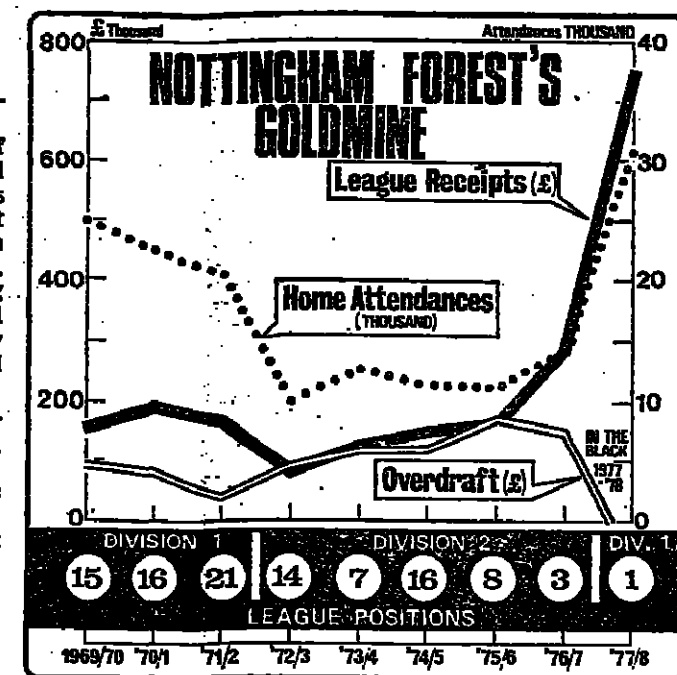 £ Thousand Attendances THOUSAND
NOTTINGHAM FOREST'S
GOLDMINE
800 40
600 30
400 20
200 10
0 0
League Receipts (£)
Home Attendances
(THOUSAND)
IN THE
BLACK
1977
-'78
Overdraft (£)
DIVISION 1 DIVISION 2 DIV. 1
15 16 21 14 7 16 8 3 1
LEAGUE POSITIONS
1969/70 '70/1 '71/2 '72/3 '73/4 '74/5 '75/6 '76/7 '77/8